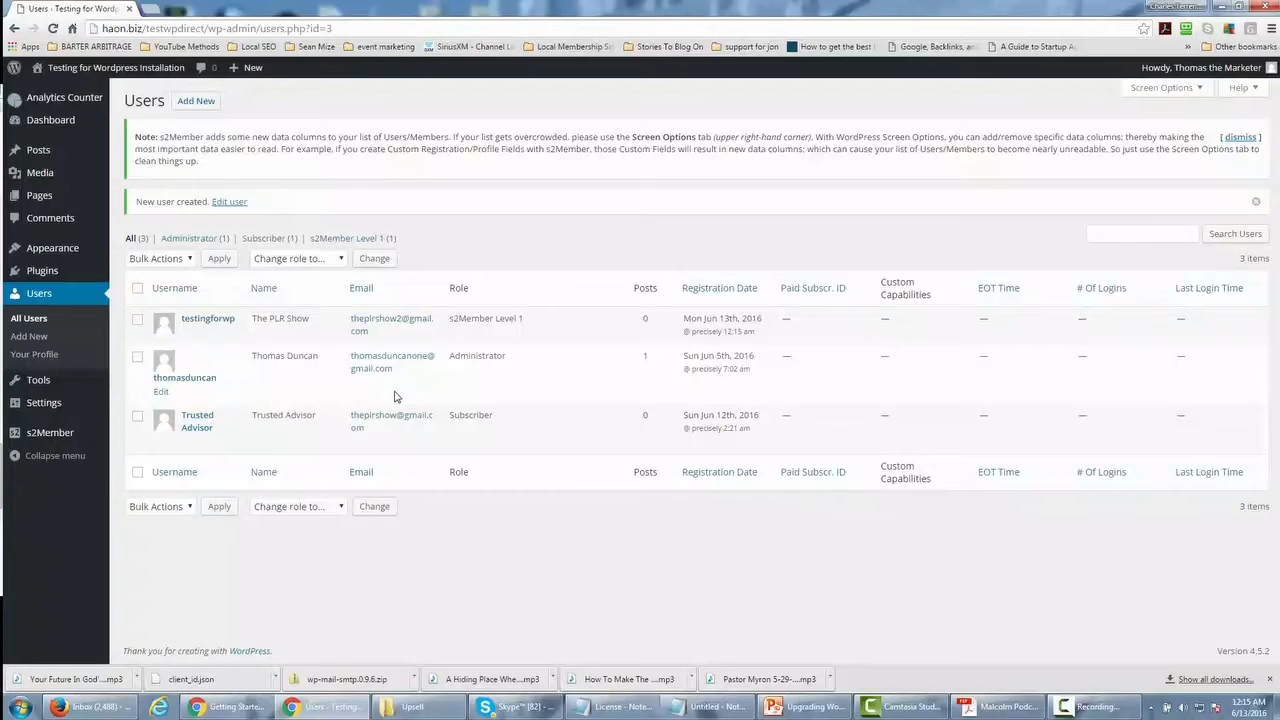 Users ‹ Testing for Wordp
Charles Terren...
haon.biz/testwpdirect/wp-admin/users.php?id=3
Apps BARTER ARBITRAGE YouTube Methods Local SEO Sean Mize event marketing SiriusXM - Channel Li Local Membership Se Stories To Blog On support for jon How to get the best Google, Backlinks, an A Guide to Startup A » Other bookmarks
Testing for Wordpress Installation 0 + New Howdy, Thomas the Marketer
Analytics Counter
Dashboard
Posts
Media
Pages
Comments
Appearance
Plugins
Users
All Users
Add New
Your Profile
Tools
Settings
s2Member
Collapse menu
Screen Options Help
Users Add New
Note: s2Member adds some new data columns to your list of Users/Members. If your list gets overcrowded, please use the Screen Options tab (upper right-hand corner). With WordPress Screen Options, you can add/remove specific data columns; thereby making the [ dismiss ]
most important data easier to read. For example, if you create Custom Registration/Profile Fields with s2Member, those Custom Fields will result in new data columns; which can cause your list of Users/Members to become nearly unreadable. So just use the Screen Options tab to
clean things up.
New user created. Edit user
All (3) | Administrator (1) | Subscriber (1) | s2Member Level 1 (1)
Search Users
Bulk Actions Apply Change role to... Change 3 items
Username Name Email Role Posts Registration Date Paid Subscr. ID Custom Capabilities EOT Time # Of Logins Last Login Time
testingforwp The PLR Show theplrshow2@gmail. s2Member Level 1 0 Mon Jun 13th, 2016 — — — — —
com @ precisely 12:15 am
Thomas Duncan thomasduncanone@ Administrator 1 Sun Jun 5th, 2016 — — — — —
gmail.com @ precisely 7:02 am
thomasduncan
Edit
Trusted Trusted Advisor theplrshow@gmail.c Subscriber 0 Sun Jun 12th, 2016 — — — — —
Advisor om @ precisely 2:21 am
Username Name Email Role Posts Registration Date Paid Subscr. ID Custom Capabilities EOT Time # Of Logins Last Login Time
Bulk Actions Apply Change role to... Change 3 items
Thank you for creating with WordPress. Version 4.5.2
Your Future In God'....mp3 client_id.json wp-mail-smtp.0.9.6.zip A Hiding Place Whe....mp3 How To Make The ....mp3 Pastor Myron 5-29-....mp3 Show all downloads...
Inbox (2,488) - ... Getting Starte... Users ‹ Testing-... Upsell Skype™ [82] - ... License - Note... Untitled - Not... Upgrading Wo... Camtasia Stud... Malcolm Podc... Recording... 12:15 AM
6/13/2016